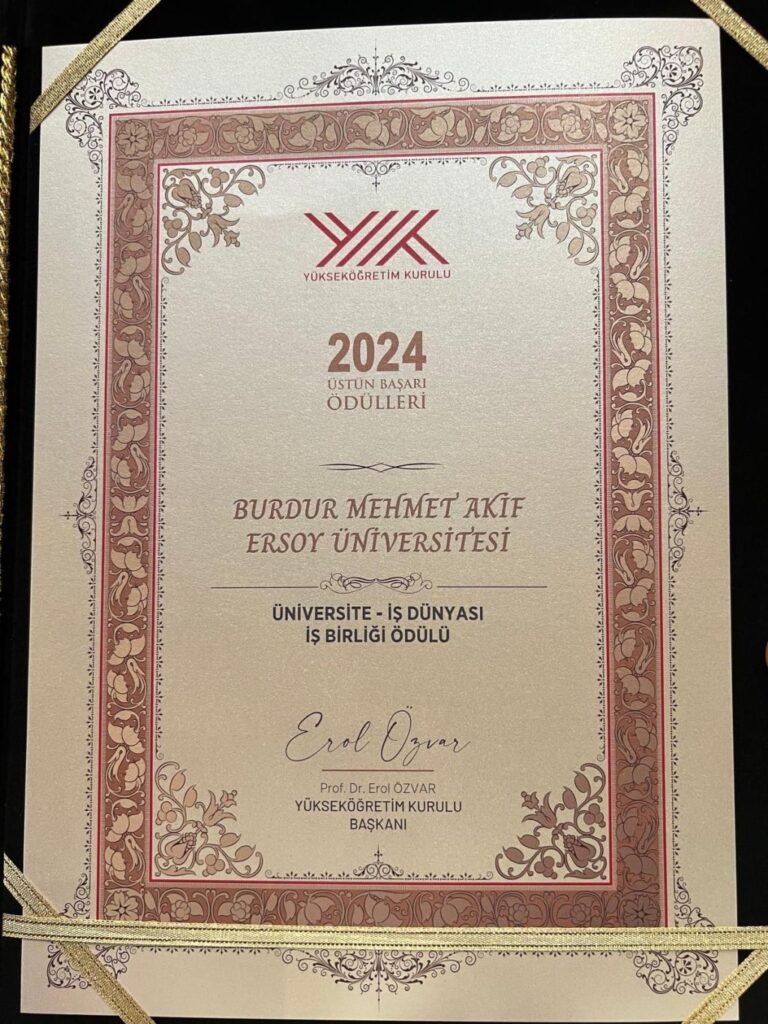 YÖK
YÜKSEKÖĞRETİM KURULU
2024
ÜSTÜN BAŞARI
ÖDÜLLERİ
BURDUR MEHMET AKİF
ERSOY ÜNİVERSİTESİ
ÜNİVERSİTE - İŞ DÜNYASI
İŞ BİRLİĞİ ÖDÜLÜ
Erol Özvar
Prof. Dr. Erol ÖZVAR
YÜKSEKÖĞRETİM KURULU
BAŞKANI